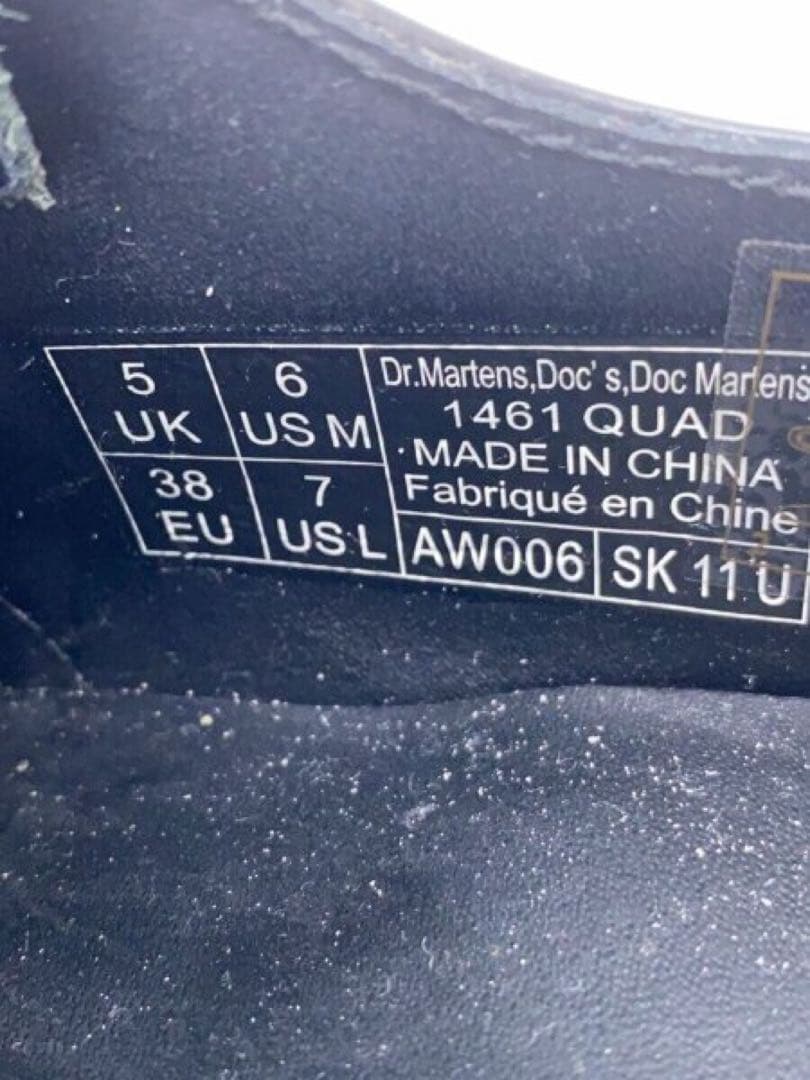 5 UK
6 US M
38 EU
7 US L
Dr.Martens,Doc' s,Doc Martens
1461 QUAD
MADE IN CHINA
Fabriqué en Chine
AW006
SK 11 U